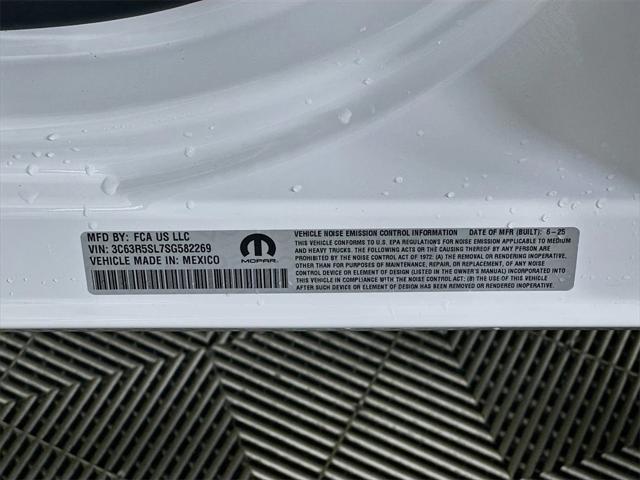 MFD BY: FCA US LLC
VIN: 3C63R5SL7SG582269
VEHICLE MADE IN: MEXICO
MOPAR.
VEHICLE NOISE EMISSION CONTROL INFORMATION DATE OF MFR (BUILT): 6-25
THIS VEHICLE CONFORMS TO U.S. EPA REGULATIONS FOR NOISE EMISSION APPLICABLE TO MEDIUM
AND HEAVY TRUCKS. THE FOLLOWING ACTS OR THE CAUSING THEREOF BY ANY PERSON ARE
PROHIBITED BY THE NOISE CONTROL ACT OF 1972: (A) THE REMOVAL OR RENDERING INOPERATIVE,
OTHER THAN FOR PURPOSES OF MAINTENANCE, REPAIR, OR REPLACEMENT, OF ANY NOISE
CONTROL DEVICE OR ELEMENT OF DESIGN (LISTED IN THE OWNER'S MANUAL) INCORPORATED INTO
THIS VEHICLE IN COMPLIANCE WITH THE NOISE CONTROL ACT: (B) THE USE OF THIS VEHICLE
AFTER SUCH DEVICE OR ELEMENT OF DESIGN HAS BEEN REMOVED OR RENDERED INOPERATIVE.